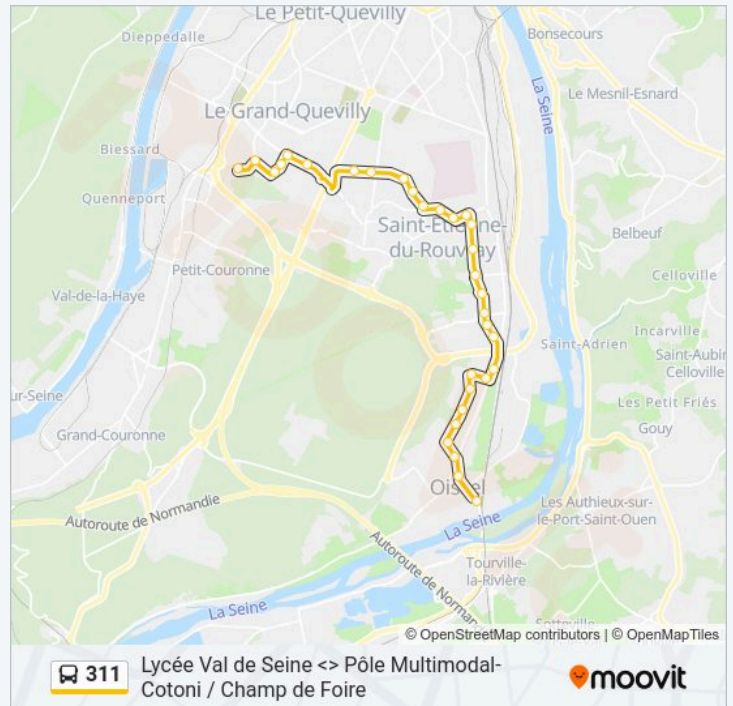 Le Petit-Quevilly
Dieppedalle
Bonsecours
La Seine
Le Mesnil-Esnard
Le Grand-Quevilly
Biessard
Quenneport
Saint-Etienne-
du-Rouvray
Belbeuf
Petit-Couronne
Celloville
Val-de-la-Haye
Incarville
Saint-Adrien
Saint-Aubin
Celloville
ur-Seine
Les Petit Friés
Gouy
Grand-Couronne
Oissel
Les Authieux-sur-
le-Port-Saint-Ouen
Autoroute de Normandie
La Seine
Autoroute de Norman
Tourville-
la-Rivière
La Seine
Sotteville
© OpenStreetMap contributors | © OpenMapTiles
311
Lycée Val de Seine <> Pôle Multimodal-
Cotoni / Champ de Foire
moovit